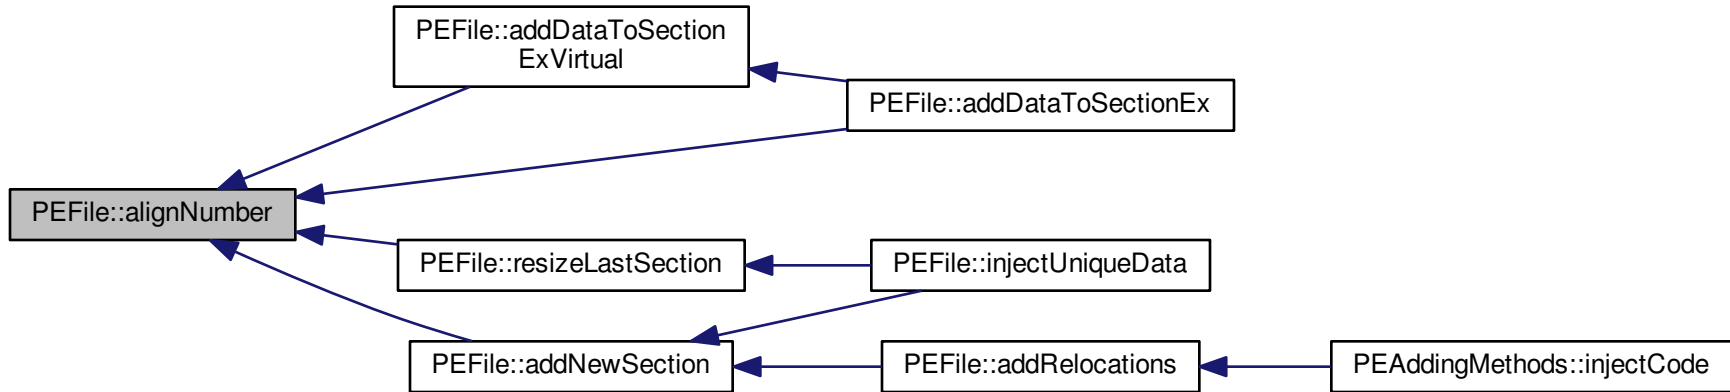 PEFile::addDataToSection
ExVirtual
PEFile::addDataToSectionEx
PEFile::alignNumber
PEFile::resizeLastSection
PEFile::injectUniqueData
PEFile::addNewSection
PEFile::addRelocations
PEAddingMethods::injectCode